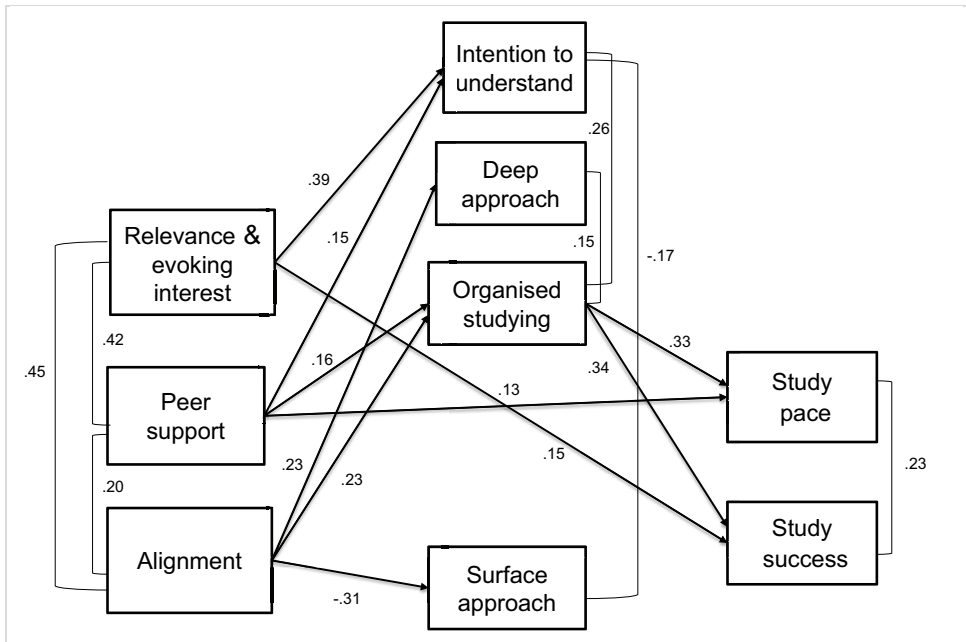 Intention to
understand
.26
Deep
approach
.39
.15
Relevance &
evoking
interest
.15
-.17
Organised
studying
.42
.45
.16
.33
.34
Peer
support
.13
Study
pace
.23
.23
.15
.23
.20
Alignment
Study
success
Surface
approach
-.31